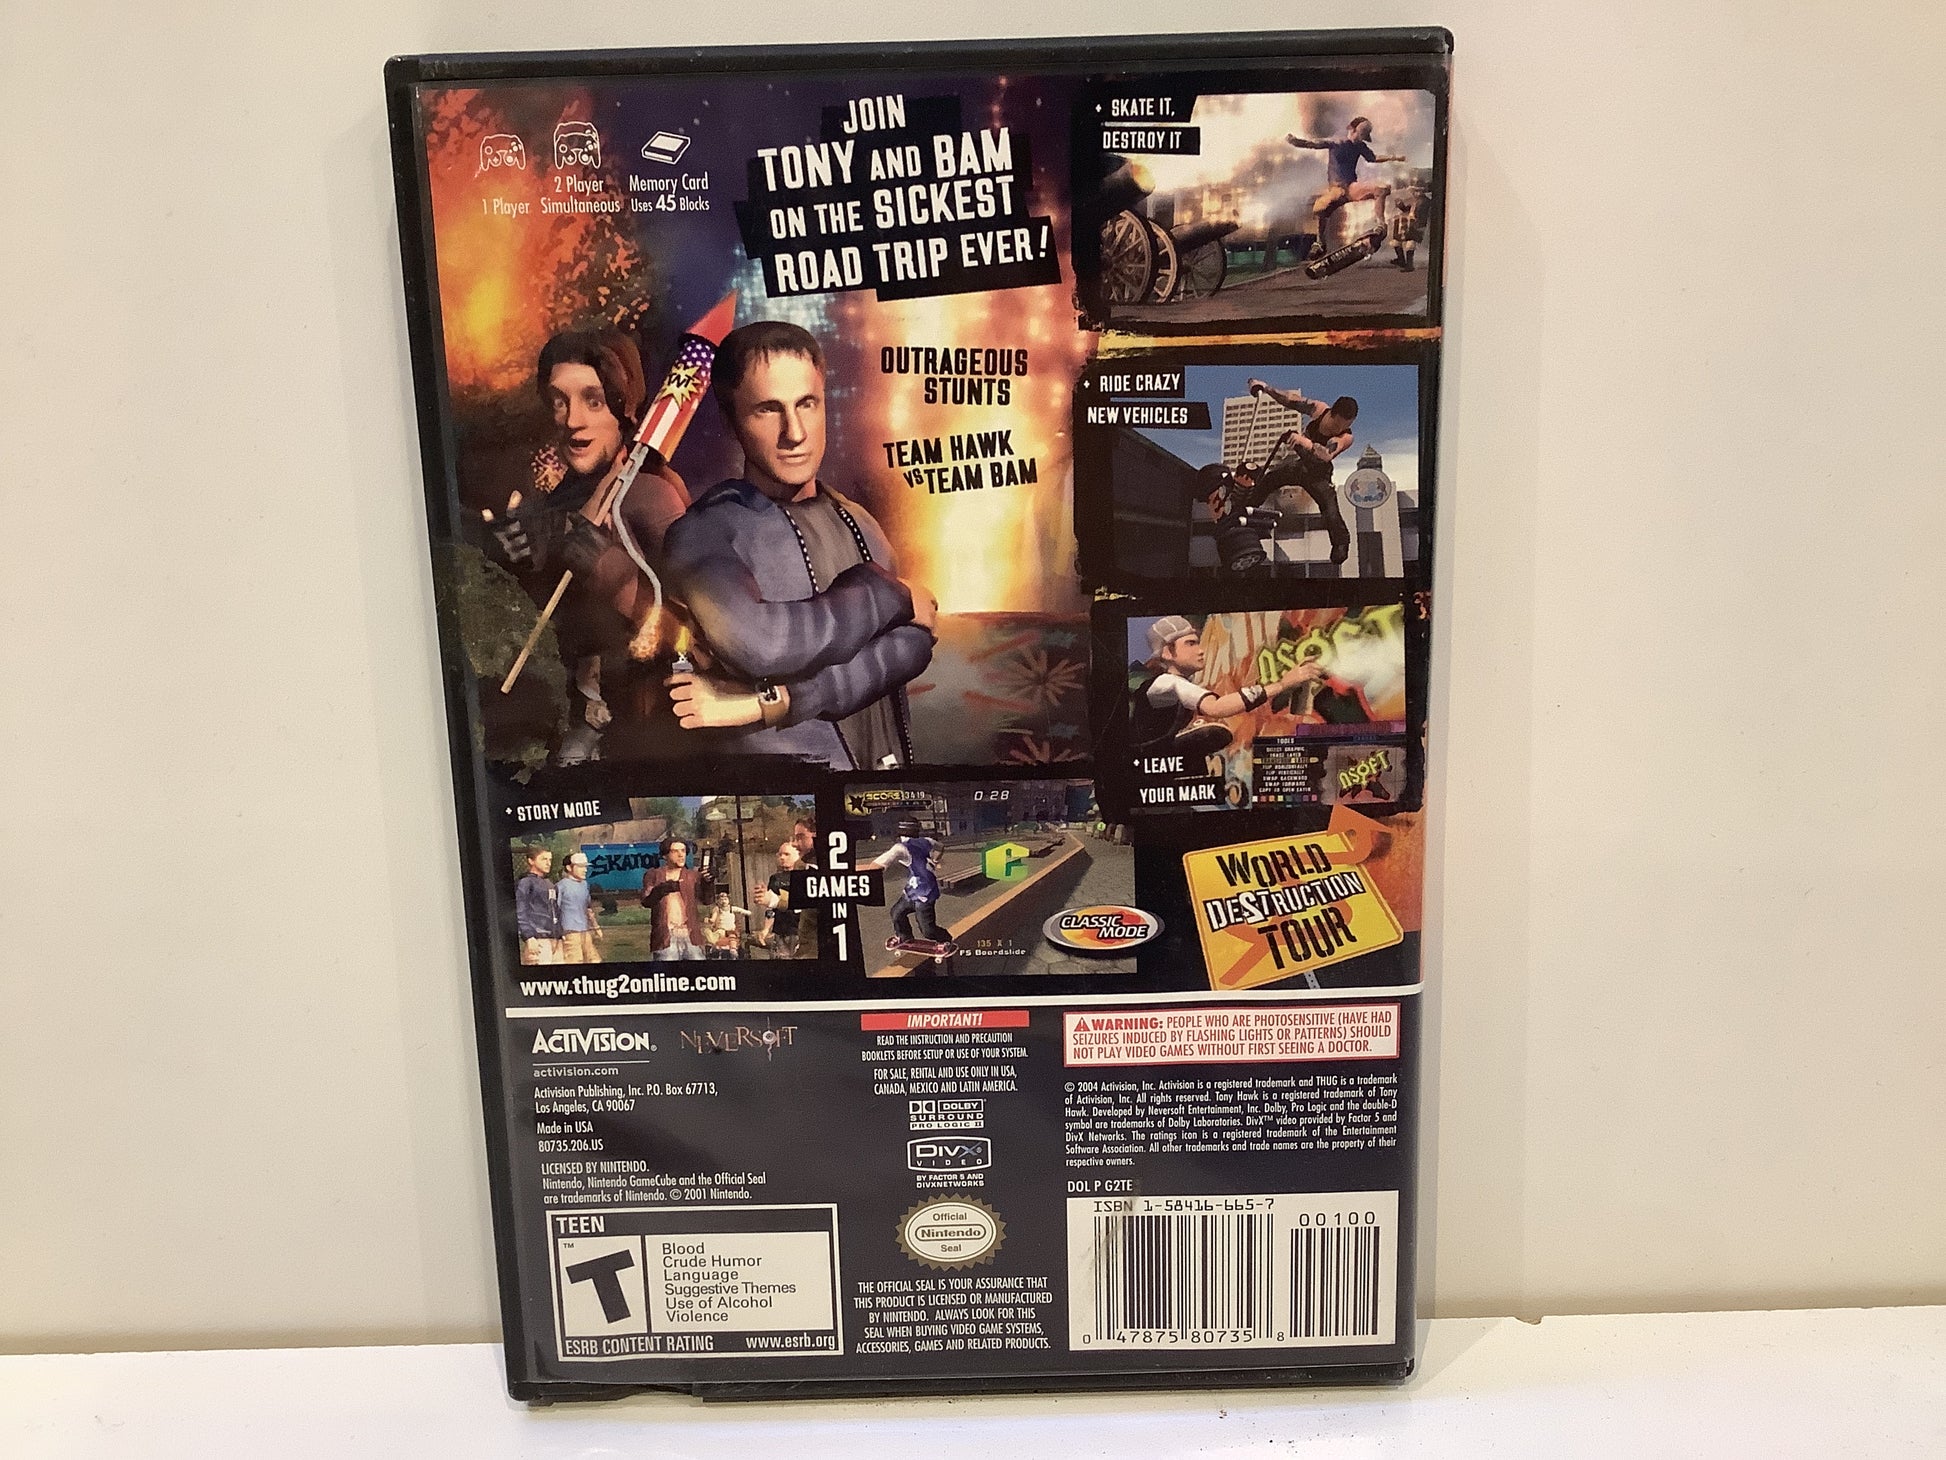 JOIN
TONY AND BAM
ON THE SICKEST
ROAD TRIP EVER!
1 Player
2 Player
Simultaneous
Memory Card
Uses 45 Blocks
TNT
OUTRAGEOUS
STUNTS
TEAM HAWK
VS TEAM BAM
+ SKATE IT,
DESTROY IT
+ RIDE CRAZY
NEW VEHICLES
NSOFT
TOOLS
NSOFT
+ LEAVE
YOUR MARK
+ STORY MODE
2
GAMES
IN
1
SCORE
0:28
135 X 1
FS Boardslide
CLASSIC
MODE
WORLD
DESTRUCTION
TOUR
www.thug2online.com
ACTIVISION®
activision.com
NEVERSOFT
Activision Publishing, Inc. P.O. Box 67713,
Los Angeles, CA 90067
Made in USA
80735.206.US
LICENSED BY NINTENDO.
Nintendo, Nintendo GameCube and the Official Seal
are trademarks of Nintendo. © 2001 Nintendo.
TEEN
T
TM
Blood
Crude Humor
Language
Suggestive Themes
Use of Alcohol
Violence
ESRB CONTENT RATING www.esrb.org
IMPORTANT!
READ THE INSTRUCTION AND PRECAUTION
BOOKLETS BEFORE SETUP OR USE OF YOUR SYSTEM.
FOR SALE, RENTAL AND USE ONLY IN USA,
CANADA, MEXICO AND LATIN AMERICA.
DOLBY
SURROUND
PRO LOGIC II
DIVX
VIDEO
BY FACTOR 5 AND
DIVXNETWORKS
Official
Nintendo
Seal
THE OFFICIAL SEAL IS YOUR ASSURANCE THAT
THIS PRODUCT IS LICENSED OR MANUFACTURED
BY NINTENDO. ALWAYS LOOK FOR THIS
SEAL WHEN BUYING VIDEO GAME SYSTEMS,
ACCESSORIES, GAMES AND RELATED PRODUCTS.
WARNING: PEOPLE WHO ARE PHOTOSENSITIVE (HAVE HAD
SEIZURES INDUCED BY FLASHING LIGHTS OR PATTERNS) SHOULD
NOT PLAY VIDEO GAMES WITHOUT FIRST SEEING A DOCTOR.
© 2004 Activision, Inc. Activision is a registered trademark and THUG is a trademark
of Activision, Inc. All rights reserved. Tony Hawk is a registered trademark of Tony
Hawk. Developed by Neversoft Entertainment, Inc. Dolby, Pro Logic and the double-D
symbol are trademarks of Dolby Laboratories. DivX™ video provided by Factor 5 and
DivX Networks. The ratings icon is a registered trademark of the Entertainment
Software Association. All other trademarks and trade names are the property of their
respective owners.
DOL P G2TE
ISBN 1-58416-665-7
00100
0 47875 80735 8